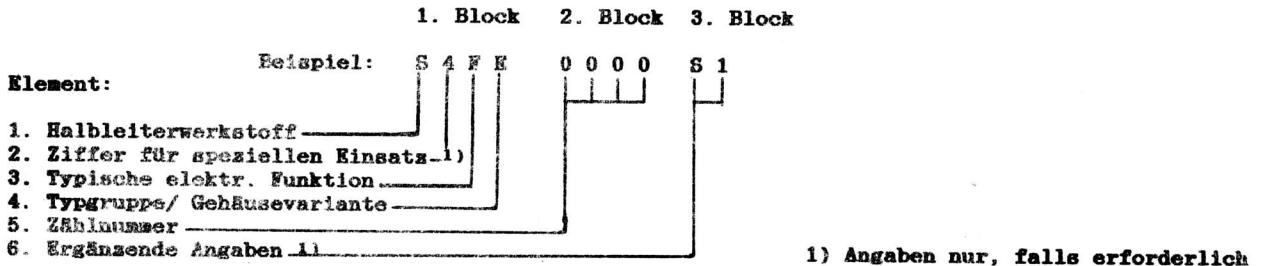 1. Block 2. Block 3. Block
Beispiel: S 4 F E 0 0 0 0 S 1
Element:
1. Halbleiterwerkstoff
2. Ziffer für speziellen Einsatz 1)
3. Typische elektr. Funktion
4. Typgruppe/ Gehäusevariante
5. Zählnummer
6. Ergänzende Angaben 1)
1) Angaben nur, falls erforderlich